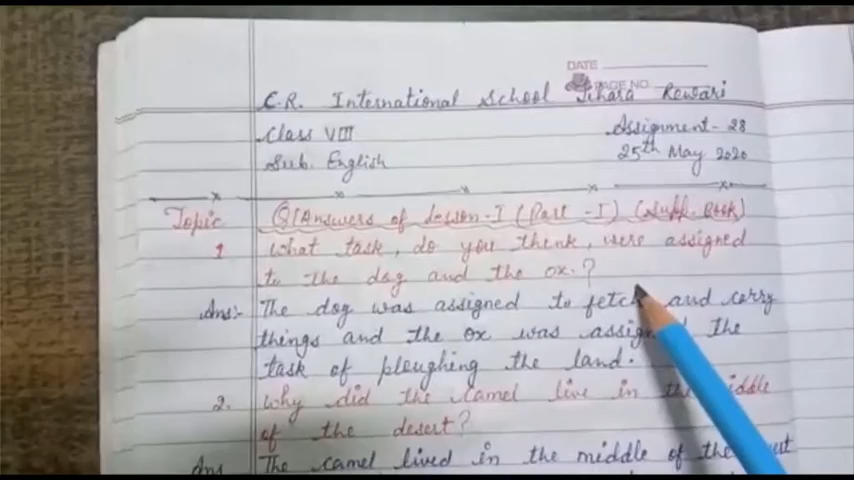 DATE
PAGE NO.
C.R. International School Jihara Rewari
Class VIII Assignment - 28
Sub. English 25th May 2020
Topic Q/Answers of Lesson-I (Part -I) (Supp. Book)
1 What task, do you think, were assigned
to the dog and the ox.?
Ans:- The dog was assigned to fetch and carry
things and the ox was assigned the
task of ploughing the land.
2. Why did the Camel live in the middle
of the desert?
Ans The camel lived in the middle of the